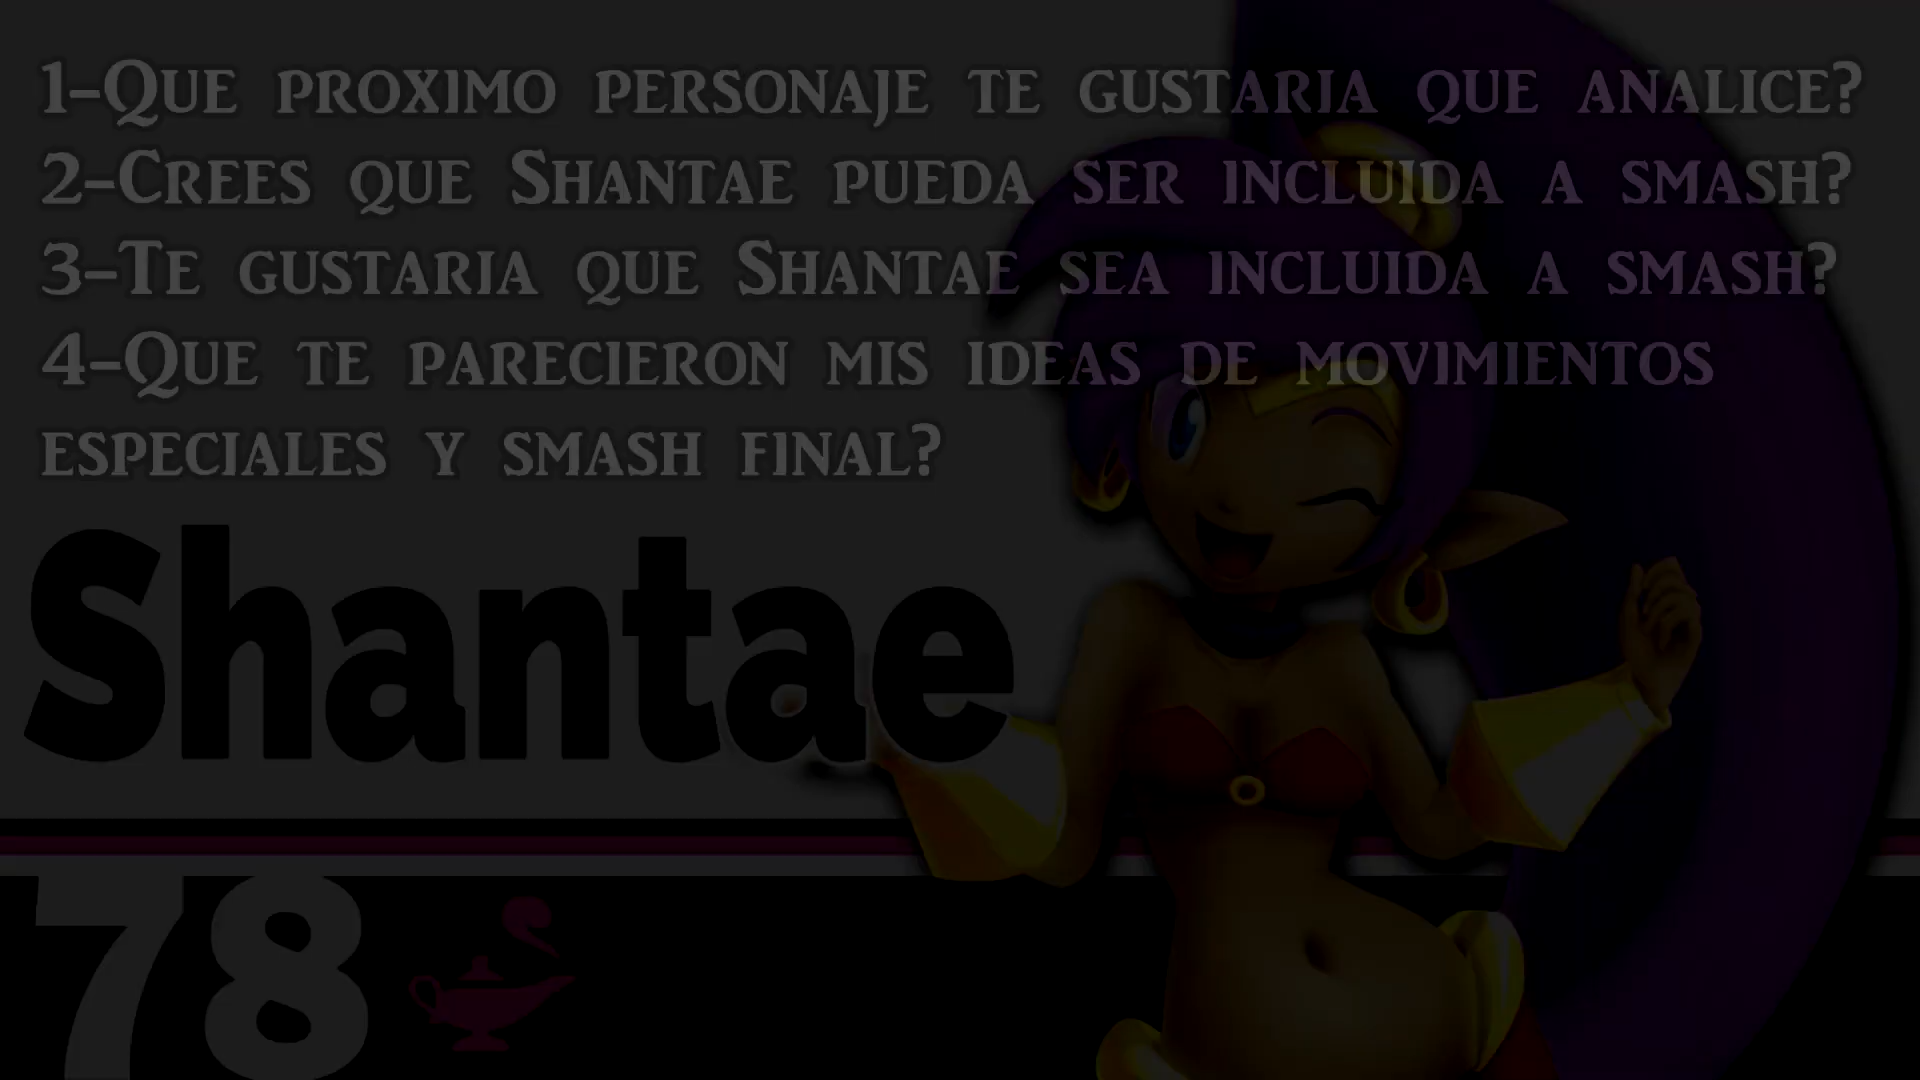 1-Que proximo personaje te gustaria que analice?
2-Crees que Shantae pueda ser incluida a smash?
3-Te gustaria que Shantae sea incluida a smash?
4-Que te parecieron mis ideas de movimientos
especiales y smash final?
Shantae
78